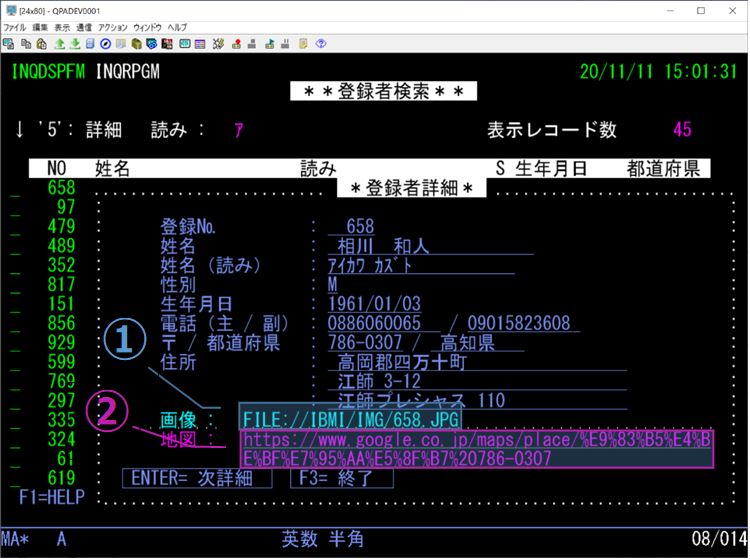 [24x80] - QPADEV0001
ファイル 編集 表示 通信 アクション ウィンドウ ヘルプ
INQDSPFM INQRPGM 20/11/11 15:01:31
**登録者検索**
↓ '5': 詳細 読み : ｱ 表示レコード数 45
NO 姓名 読み S 生年月日 都道府県
*登録者詳細*
_ 658
_ 97
_ 479 登録No. : 658
_ 489 姓名 : 相川 和人
_ 352 姓名 (読み) : ｱｲｶﾜ ｶｽﾞﾄ
_ 817 性別 : M
_ 151 生年月日 : 1961/01/03
_ 856 電話 (主 / 副) : 0886060065 / 09015823608
_ 929 〒 / 都道府県 : 786-0307 / 高知県
_ 599 住所 : 高岡郡四万十町
_ 769 江師 3-12
_ 297 江師プレシャス 110
①
_ 335 画像 : FILE://IBMI/IMG/658.JPG
②
_ 324 地図 : https://www.google.co.jp/maps/place/%E9%83%B5%E4%B
_ 61 E%BF%E7%95%AA%E5%8F%B7%20786-0307
_ 619 ENTER= 次詳細 F3= 終了
F1=HELP
MA* A 英数 半角 08/014